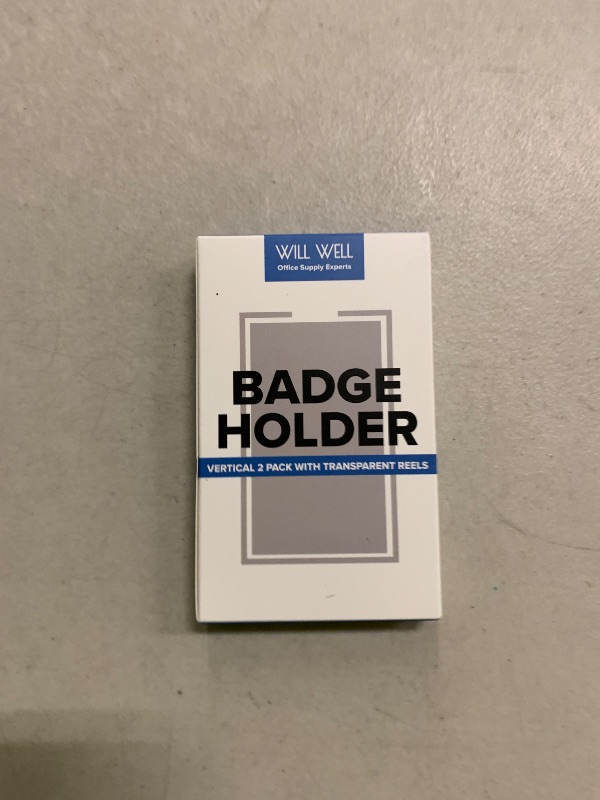 WILL WELL
Office Supply Experts
BADGE
HOLDER
VERTICAL 2 PACK WITH TRANSPARENT REELS